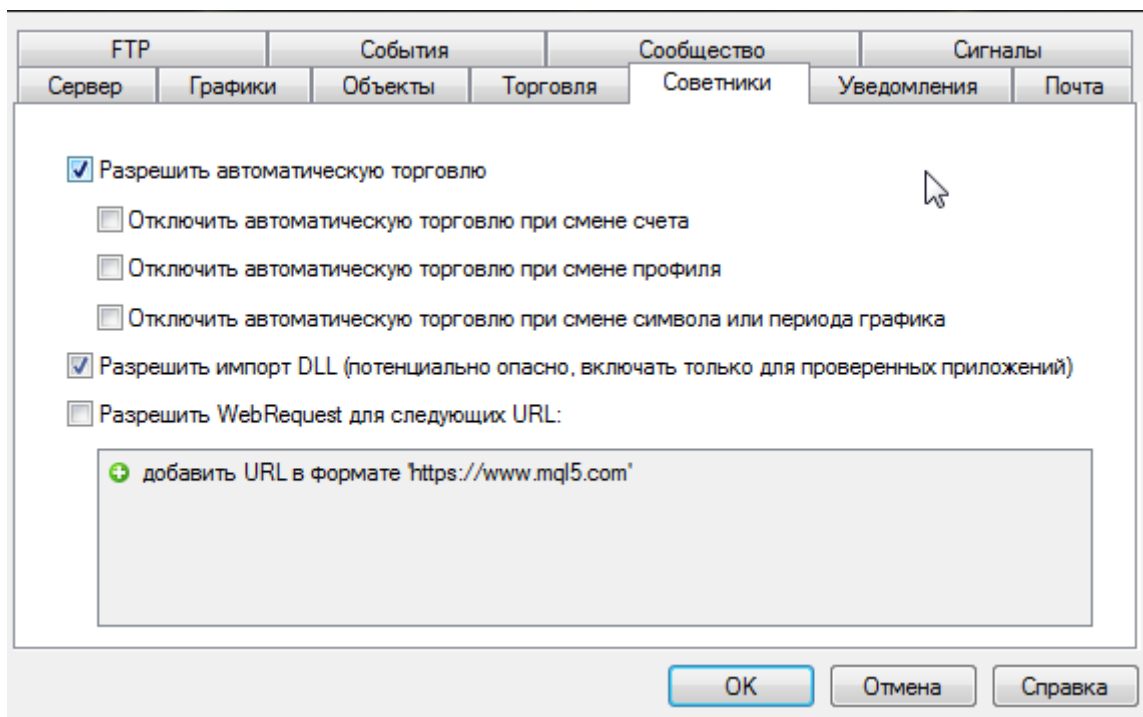 FTP События Сообщество Сигналы
Сервер Графики Объекты Торговля Советники Уведомления Почта
Разрешить автоматическую торговлю
Отключить автоматическую торговлю при смене счета
Отключить автоматическую торговлю при смене профиля
Отключить автоматическую торговлю при смене символа или периода графика
Разрешить импорт DLL (потенциально опасно, включать только для проверенных приложений)
Разрешить WebRequest для следующих URL:
добавить URL в формате 'https://www.mql5.com'
OK Отмена Справка